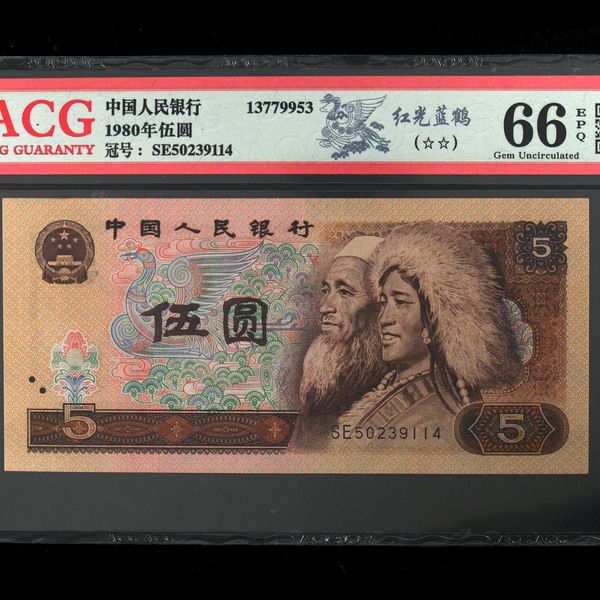 ACG
G GUARANTY
中国人民银行
1980年伍圆
冠号: SE50239114
13779953
红光蓝鹤
(☆☆)
66
EPQ
Gem Uncirculated
中国人民银行
5
伍圆
5
SE50239114
5